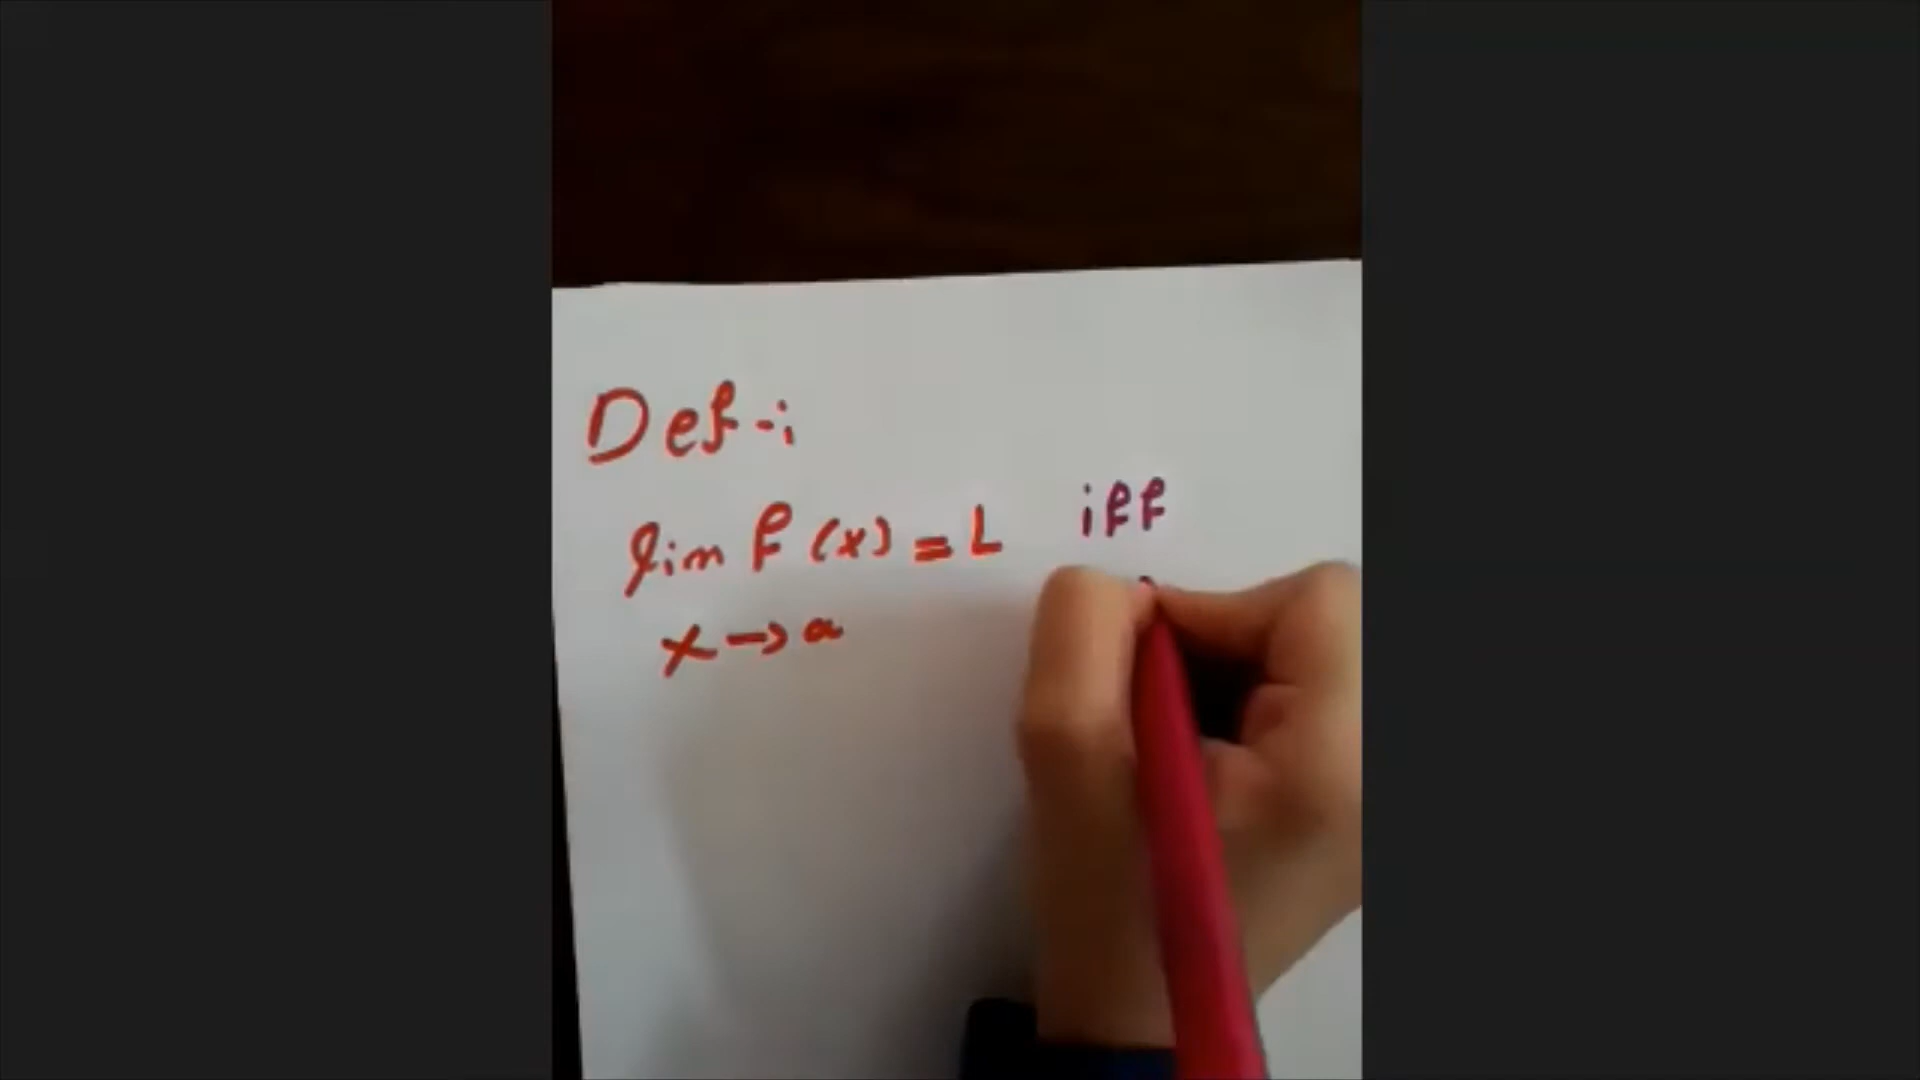 Def -:
lim f(x) = L iff
x → a